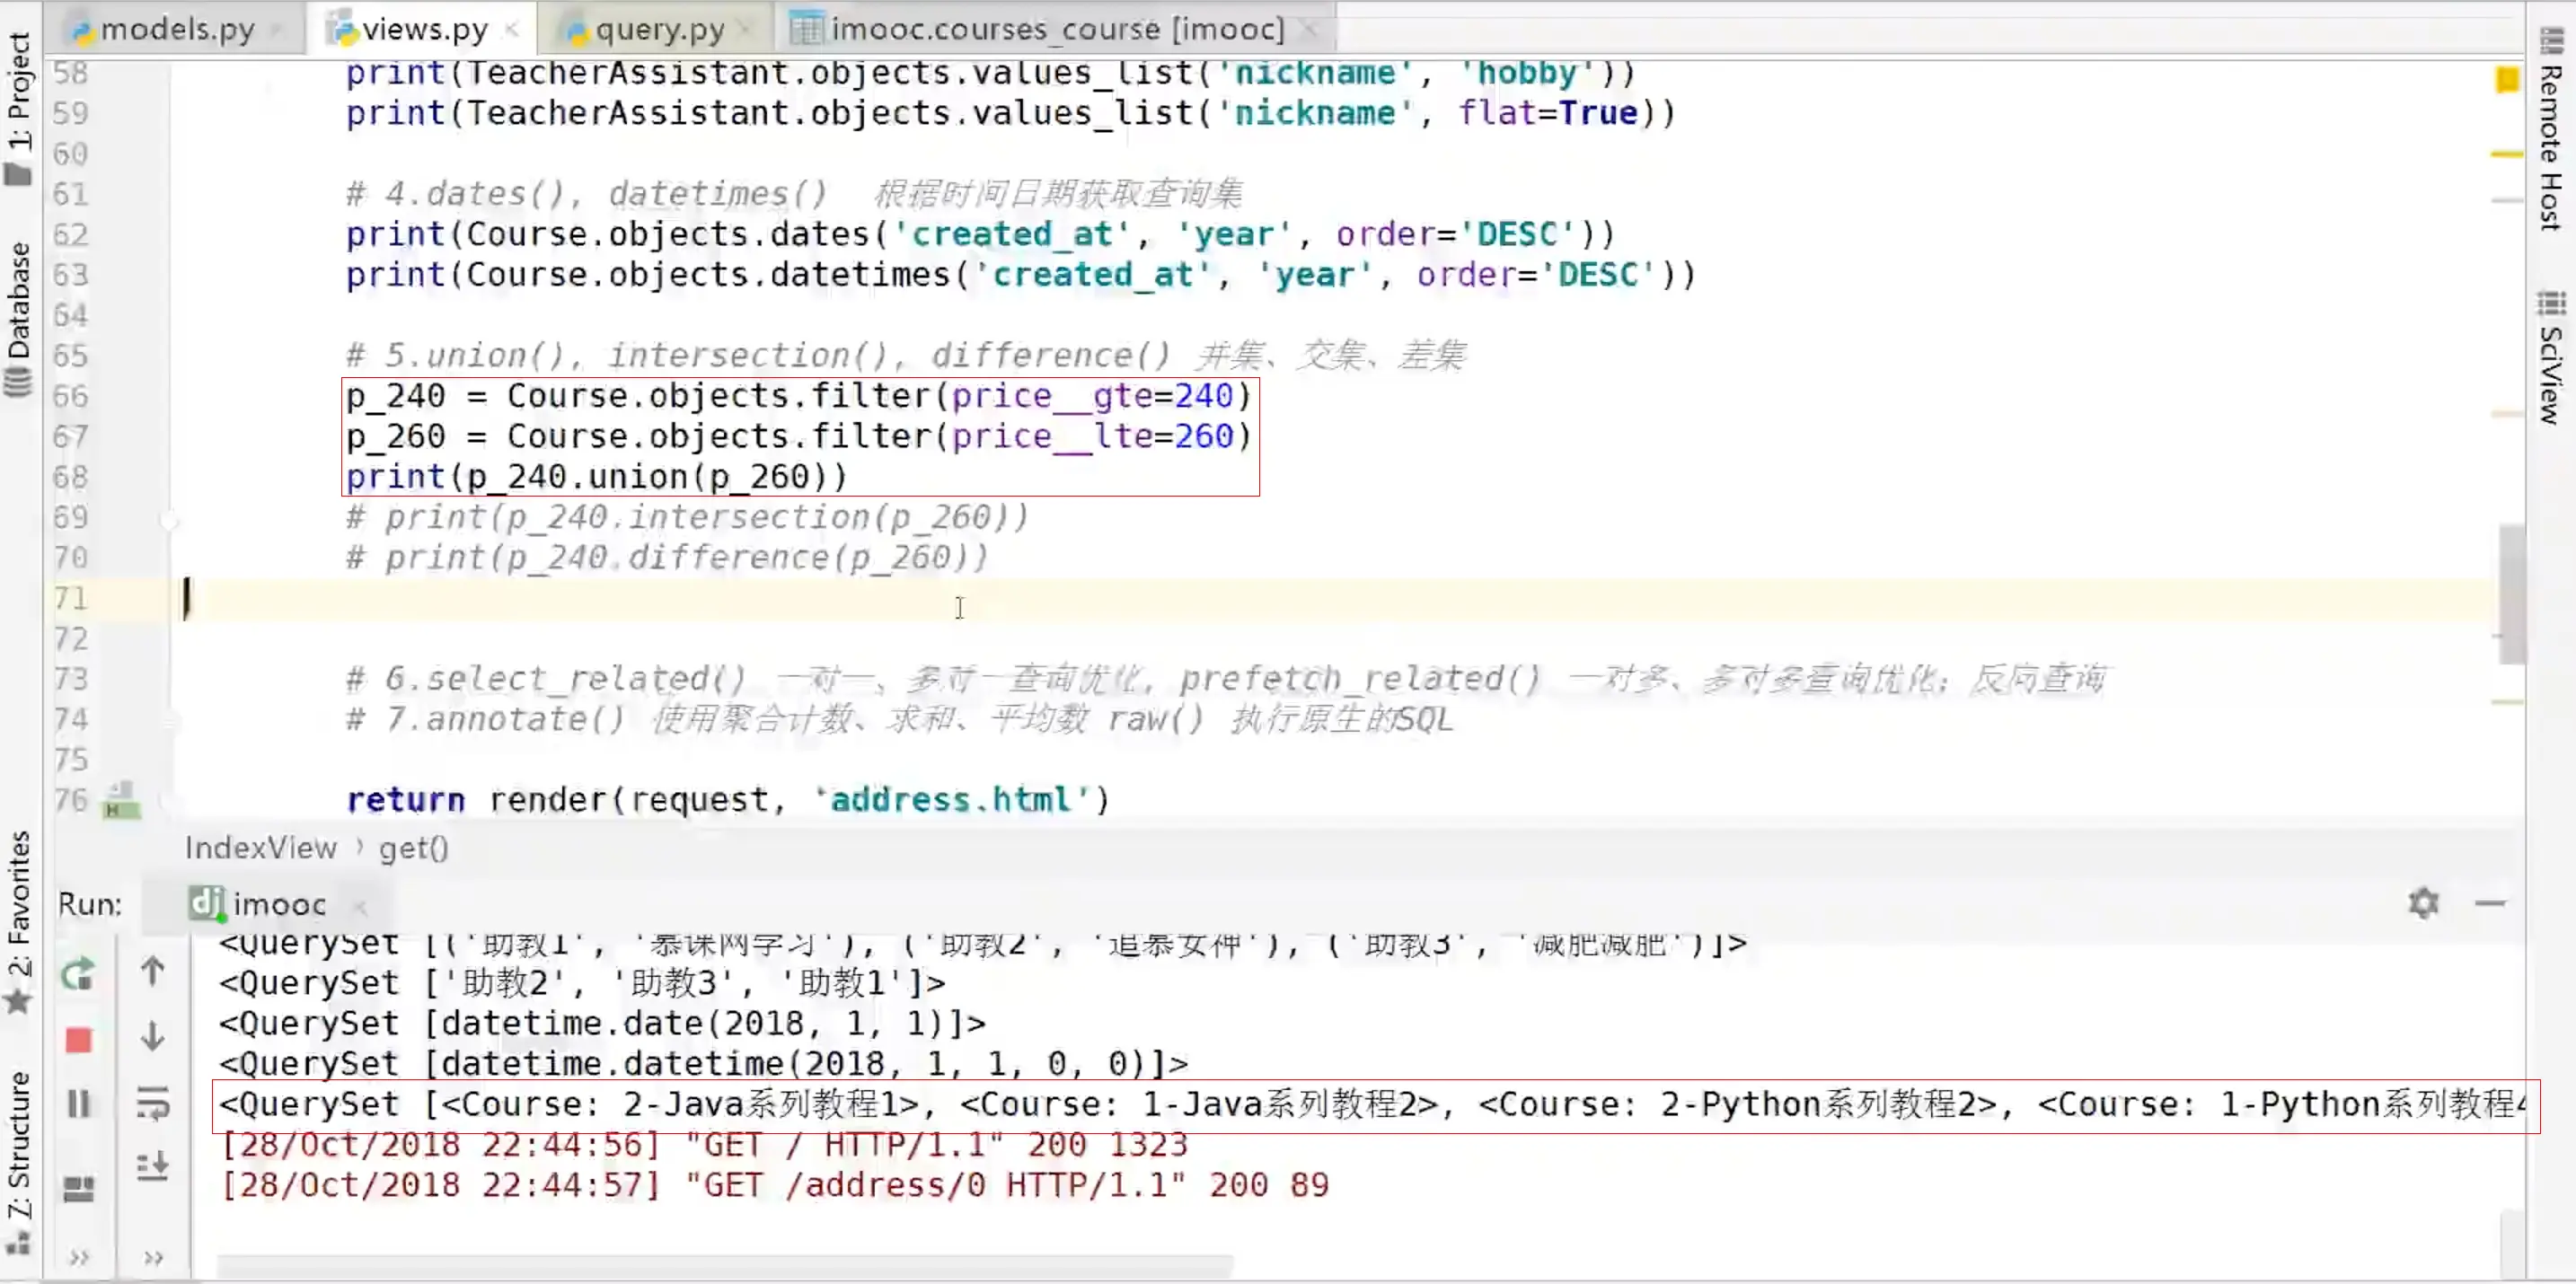 models.py views.py query.py imooc.courses_course [imooc]
1: Project
Database
2: Favorites
7: Structure
Remote Host
SciView
58 print(TeacherAssistant.objects.values_list('nickname', 'hobby'))
59 print(TeacherAssistant.objects.values_list('nickname', flat=True))
60
61 # 4.dates(), datetimes() 根据时间日期获取查询集
62 print(Course.objects.dates('created_at', 'year', order='DESC'))
63 print(Course.objects.datetimes('created_at', 'year', order='DESC'))
64
65 # 5.union(), intersection(), difference() 并集、交集、差集
66 p_240 = Course.objects.filter(price__gte=240)
67 p_260 = Course.objects.filter(price__lte=260)
68 print(p_240.union(p_260))
69 # print(p_240.intersection(p_260))
70 # print(p_240.difference(p_260))
71
72
73 # 6.select_related() 一对一、多对一查询优化, prefetch_related() 一对多、多对多查询优化; 反向查询
74 # 7.annotate() 使用聚合计数、求和、平均数 raw() 执行原生的SQL
75
76 return render(request, 'address.html')
IndexView › get()
Run: imooc
<QuerySet [('助教1', '慕课网学习'), ('助教2', '追慕女神'), ('助教3', '减肥减肥')]>
<QuerySet ['助教2', '助教3', '助教1']>
<QuerySet [datetime.date(2018, 1, 1)]>
<QuerySet [datetime.datetime(2018, 1, 1, 0, 0)]>
<QuerySet [<Course: 2-Java系列教程1>, <Course: 1-Java系列教程2>, <Course: 2-Python系列教程2>, <Course: 1-Python系列教程4
[28/Oct/2018 22:44:56] "GET / HTTP/1.1" 200 1323
[28/Oct/2018 22:44:57] "GET /address/0 HTTP/1.1" 200 89